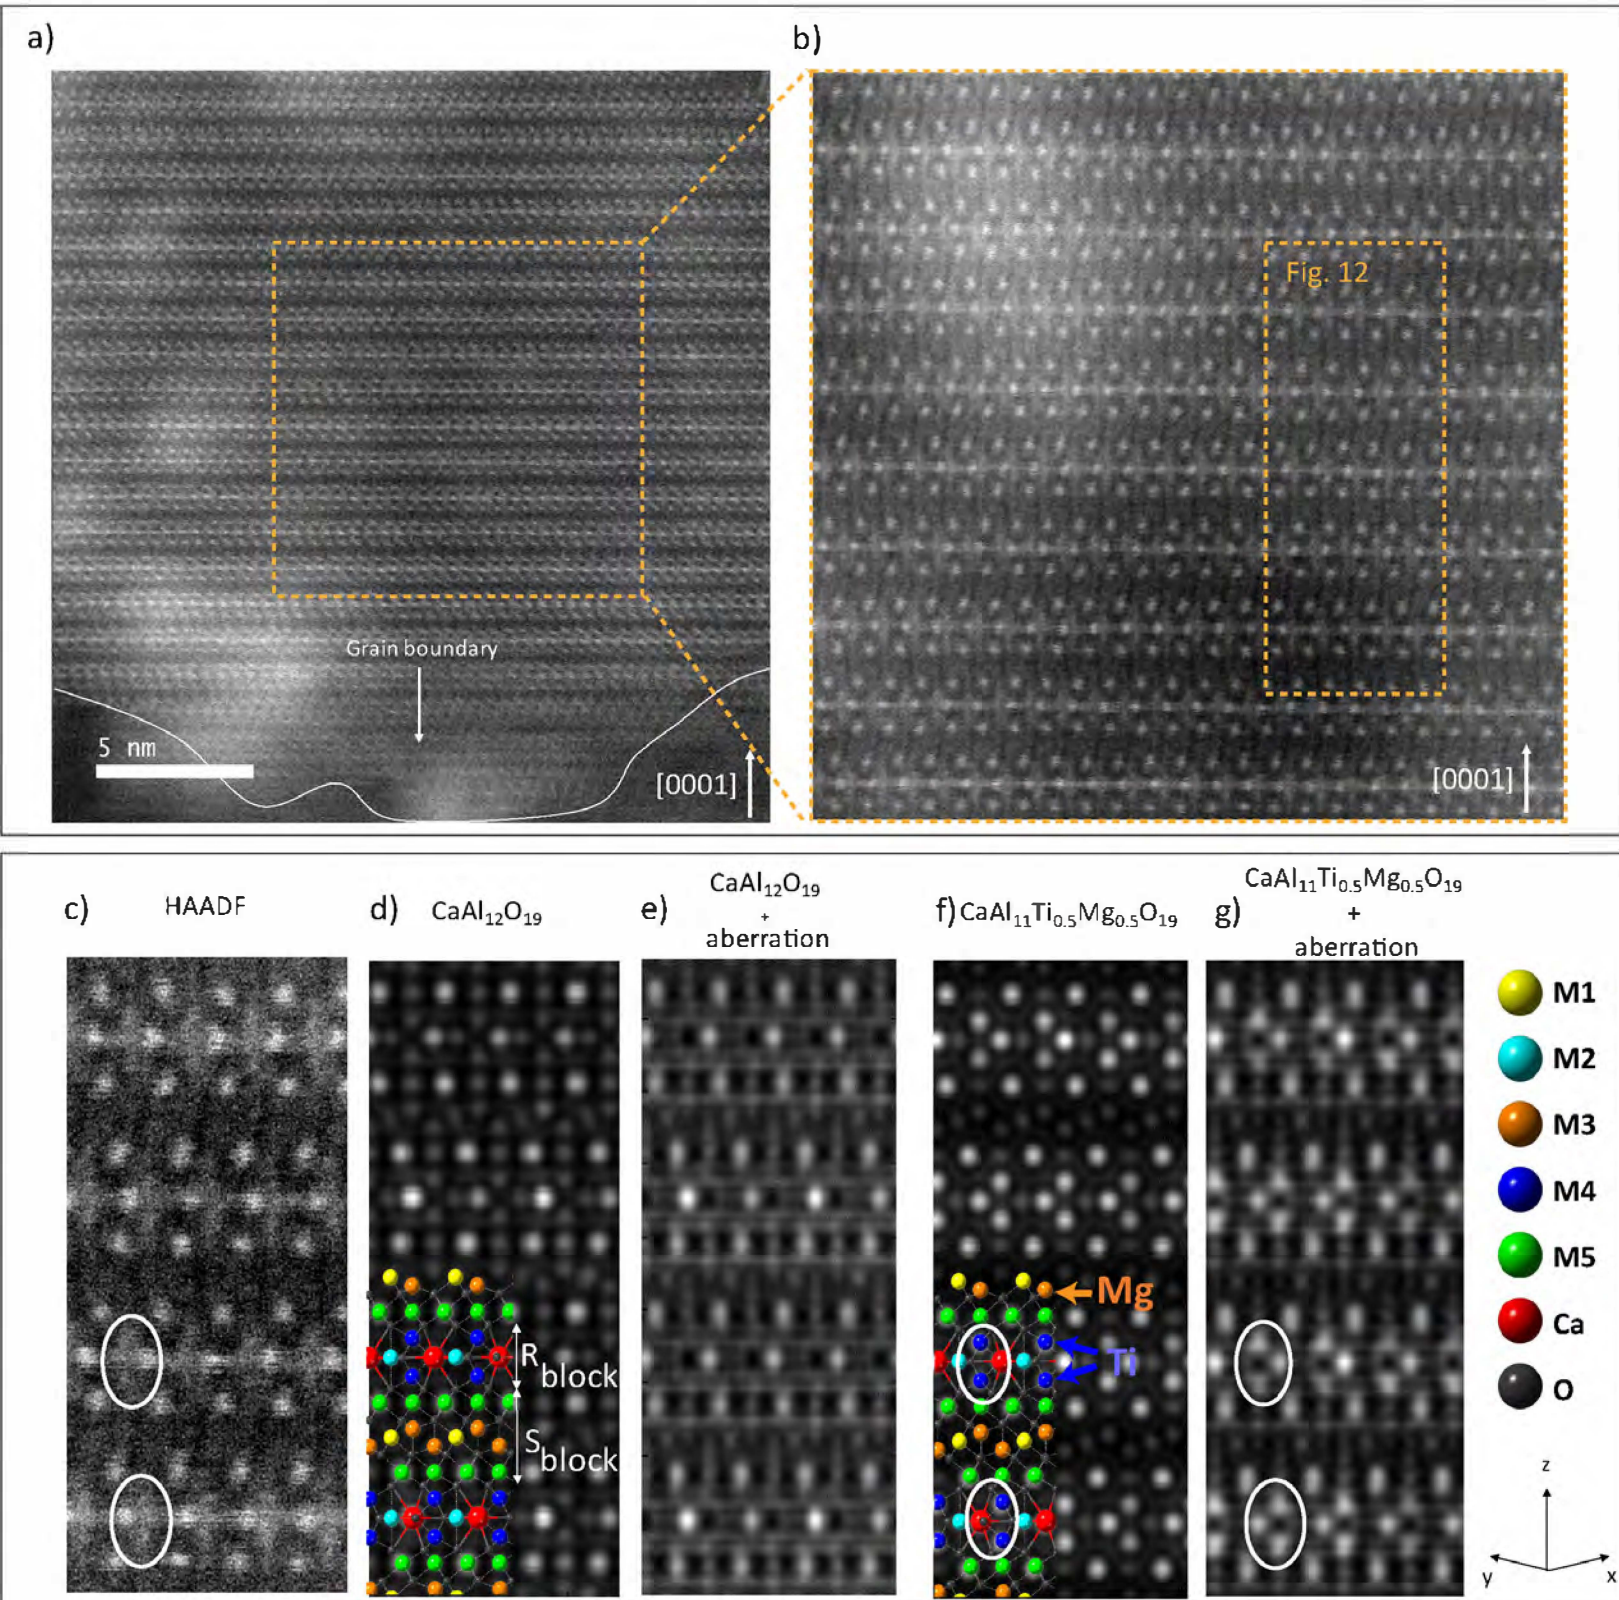 a)
b)
Fig. 12
Grain boundary
5 nm
[0001]
[0001]
c)
HAADF
d)
CaAl₁₂O₁₉
e)
CaAl₁₂O₁₉
+
aberration
f)
CaAl₁₁Ti₀.₅Mg₀.₅O₁₉
g)
CaAl₁₁Ti₀.₅Mg₀.₅O₁₉
+
aberration
R block
S block
Mg
Ti
M1
M2
M3
M4
M5
Ca
O
z
y
x